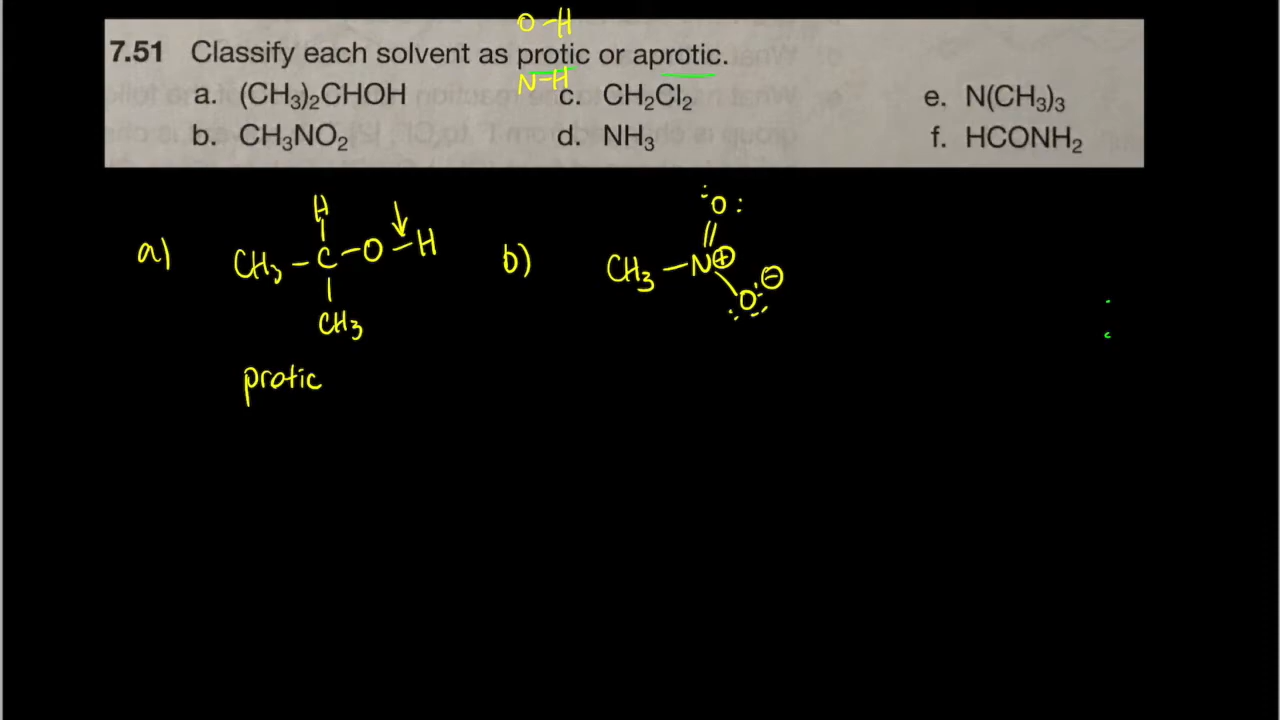 O-H
7.51 Classify each solvent as protic or aprotic.
N-H
a. (CH₃)₂CHOH c. CH₂Cl₂ e. N(CH₃)₃
b. CH₃NO₂ d. NH₃ f. HCONH₂
a) CH₃-C-O-H
H
CH₃
protic
b) CH₃-N⊕
:O:
O⊖